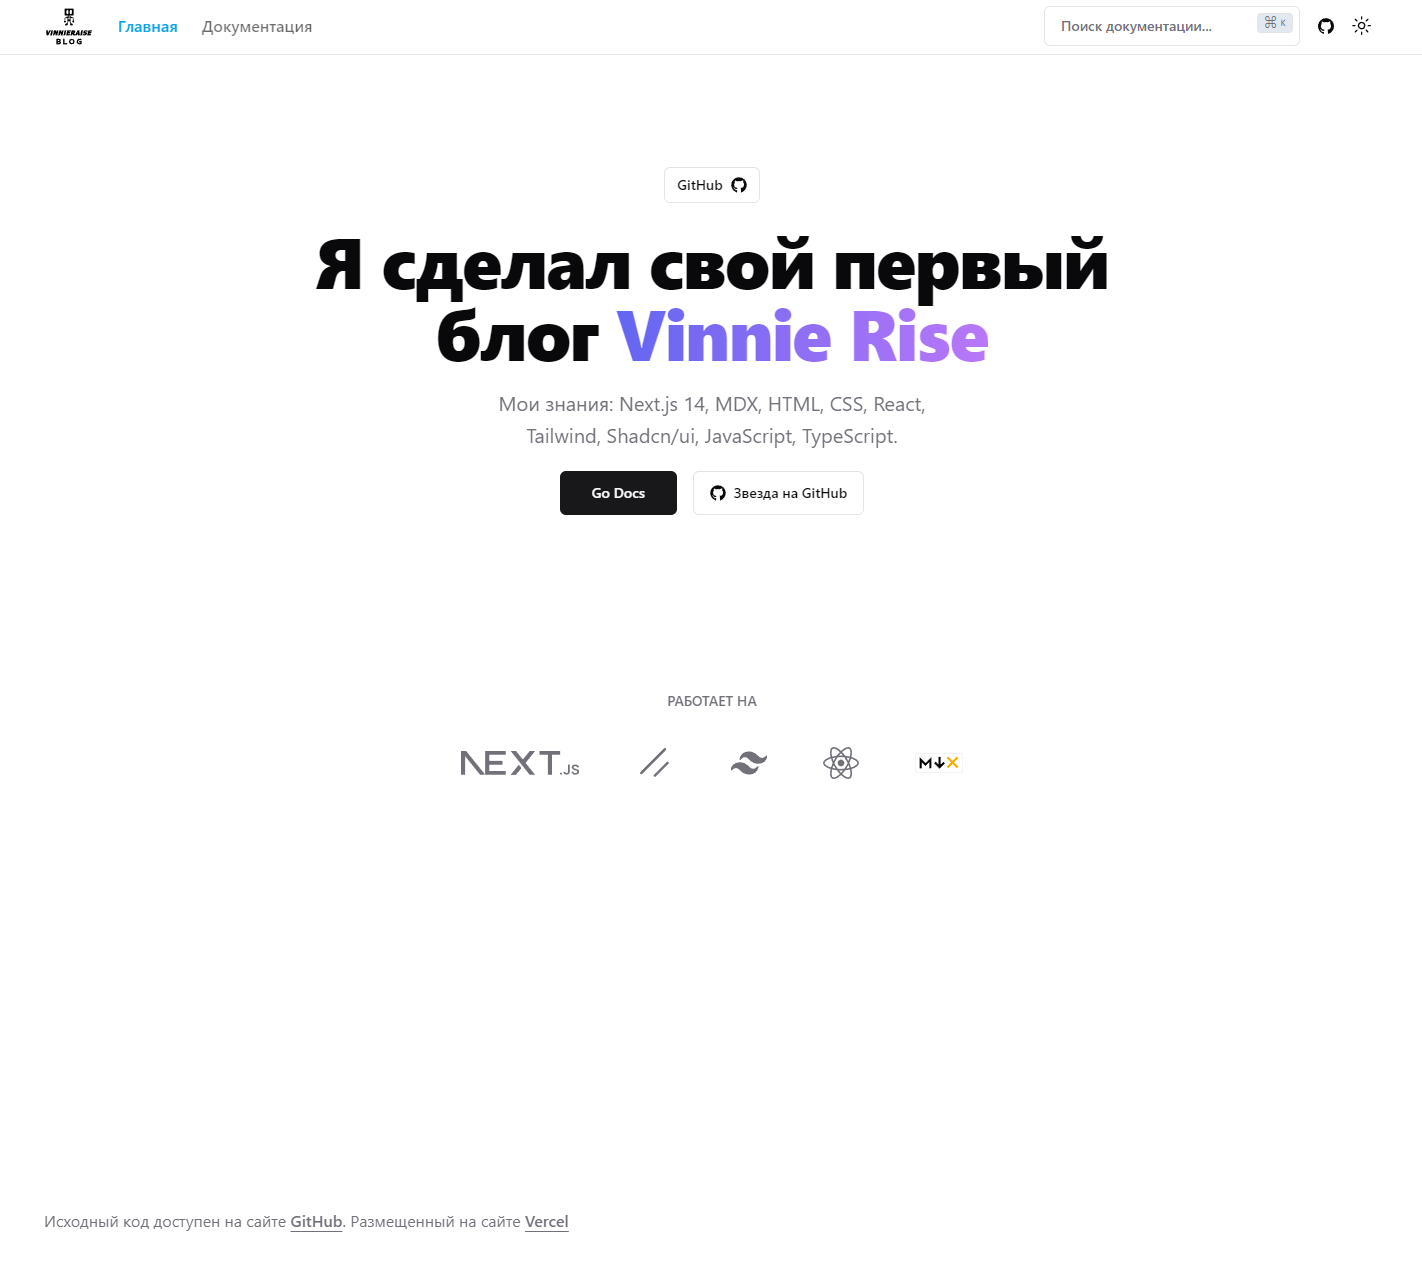 VINNIERAISE
BLOG
Главная
Документация
Поиск документации...
⌘ K
GitHub
Я сделал свой первый
блог Vinnie Rise
Мои знания: Next.js 14, MDX, HTML, CSS, React,
Tailwind, Shadcn/ui, JavaScript, TypeScript.
Go Docs
Звезда на GitHub
РАБОТАЕТ НА
NEXT.JS
M↓X
Исходный код доступен на сайте GitHub. Размещенный на сайте Vercel